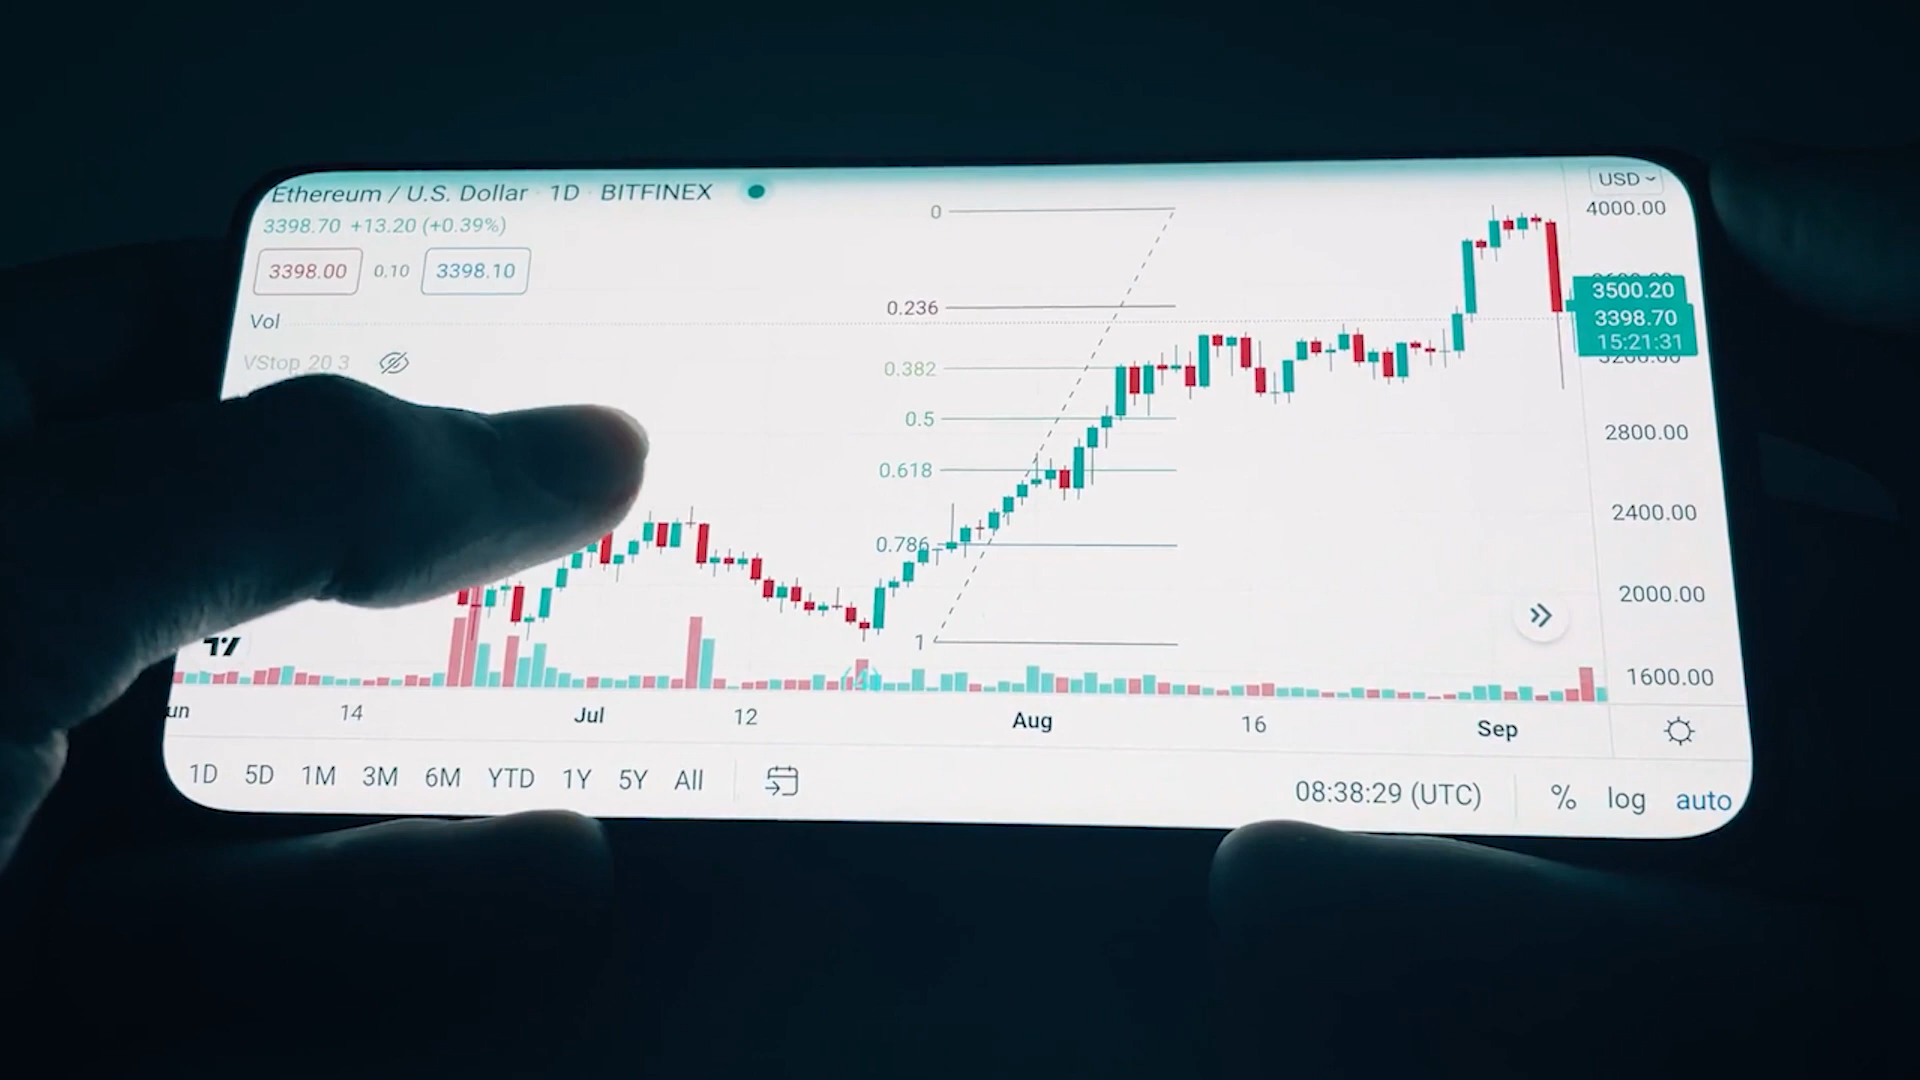 Ethereum / U.S. Dollar · 1D · BITFINEX
USD
3398.70 +13.20 (+0.39%)
3398.00 0.10 3398.10
Vol
VStop 20 3
0
0.236
0.382
0.5
0.618
0.786
1
4000.00
3500.20
3398.70
15:21:31
3200.00
2800.00
2400.00
2000.00
1600.00
un 14 Jul 12 Aug 16 Sep
1D 5D 1M 3M 6M YTD 1Y 5Y All 08:38:29 (UTC) % log auto